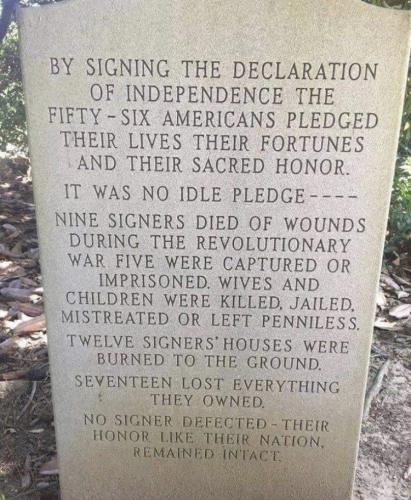 BY SIGNING THE DECLARATION
OF INDEPENDENCE THE
FIFTY-SIX AMERICANS PLEDGED
THEIR LIVES THEIR FORTUNES
AND THEIR SACRED HONOR.
IT WAS NO IDLE PLEDGE----
NINE SIGNERS DIED OF WOUNDS
DURING THE REVOLUTIONARY
WAR FIVE WERE CAPTURED OR
IMPRISONED. WIVES AND
CHILDREN WERE KILLED, JAILED,
MISTREATED OR LEFT PENNILESS.
TWELVE SIGNERS' HOUSES WERE
BURNED TO THE GROUND.
SEVENTEEN LOST EVERYTHING
THEY OWNED.
NO SIGNER DEFECTED - THEIR
HONOR LIKE THEIR NATION,
REMAINED INTACT.